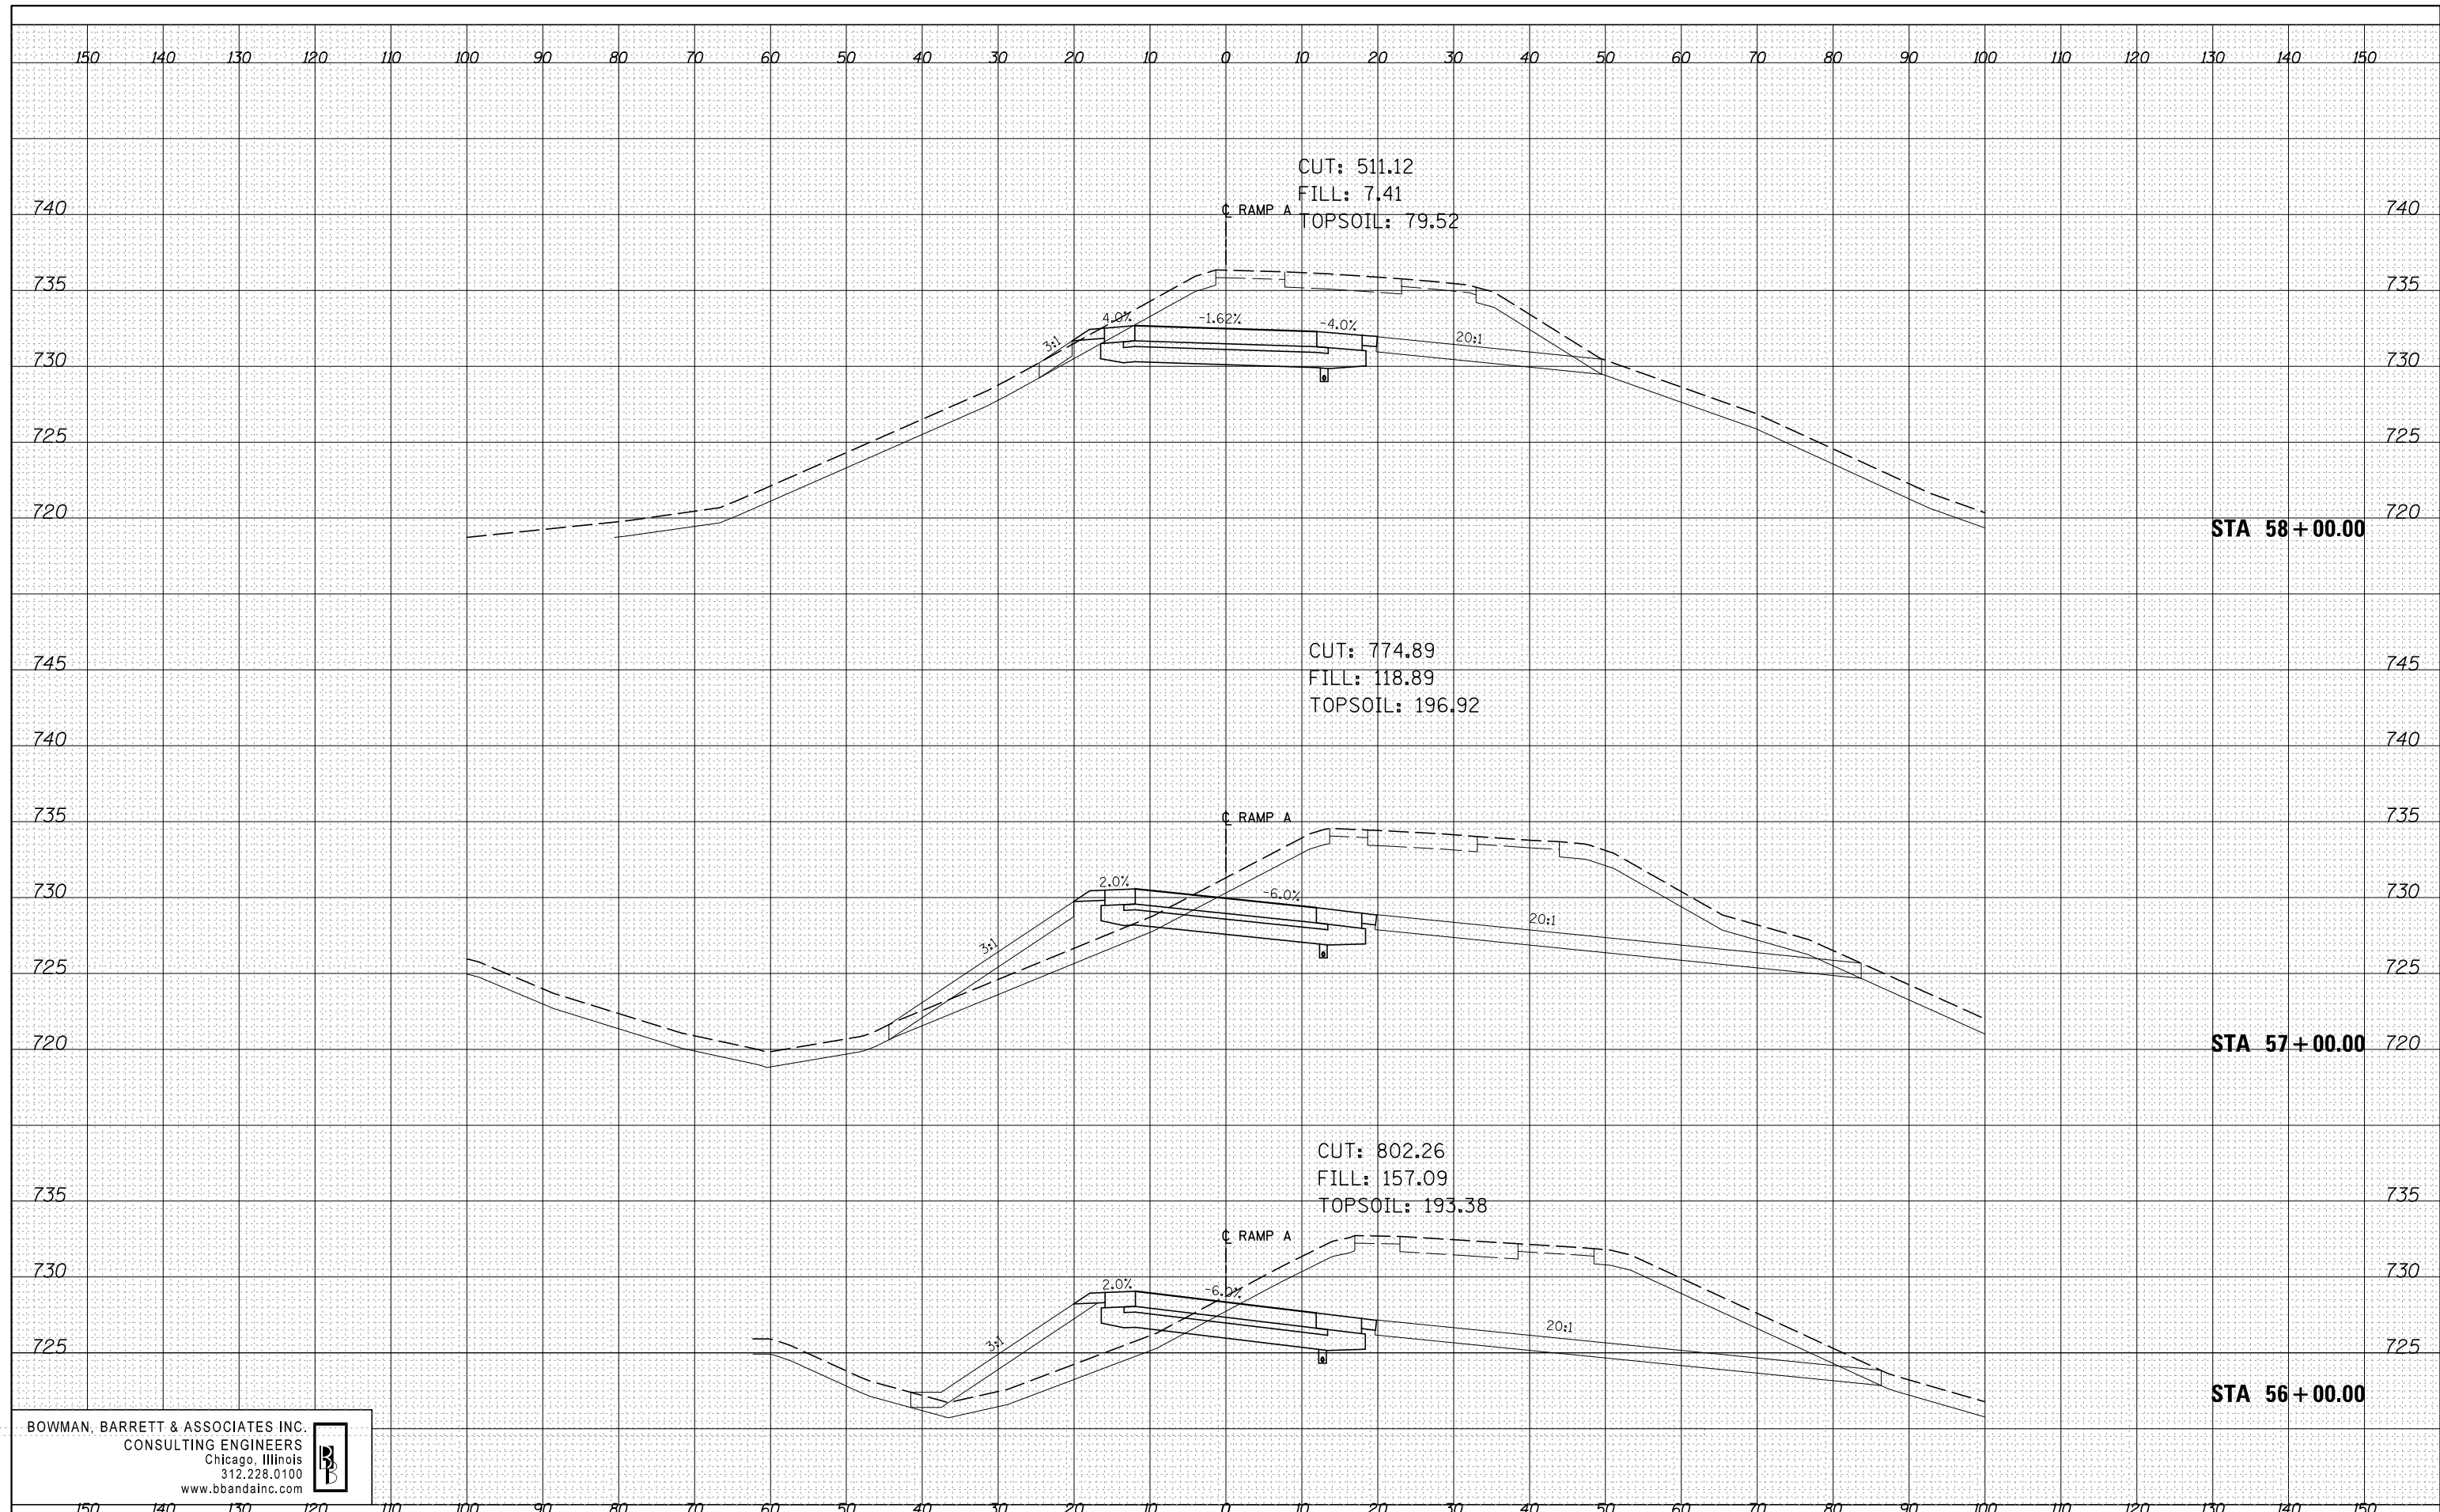 150 140 130 120 110 100 90 80 70 60 50 40 30 20 10 0 10 20 30 40 50 60 70 80 90 100 110 120 130 140 150
CUT: 511.12
FILL: 7.41
TOPSOIL: 79.52
℄ RAMP A
740 740
735 735
4.0% -1.62% -4.0%
3:1 20:1
730 730
725 725
720 720
STA 58+00.00
CUT: 774.89
FILL: 118.89
TOPSOIL: 196.92
745 745
740 740
735 735
℄ RAMP A
730 730
2.0% -6.0%
3:1 20:1
725 725
720 720
STA 57+00.00
CUT: 802.26
FILL: 157.09
TOPSOIL: 193.38
735 735
℄ RAMP A
730 730
2.0% -6.0%
3:1 20:1
725 725
STA 56+00.00
BOWMAN, BARRETT & ASSOCIATES INC.
CONSULTING ENGINEERS
Chicago, Illinois
312.228.0100
www.bbandainc.com
150 140 130 120 110 100 90 80 70 60 50 40 30 20 10 0 10 20 30 40 50 60 70 80 90 100 110 120 130 140 150